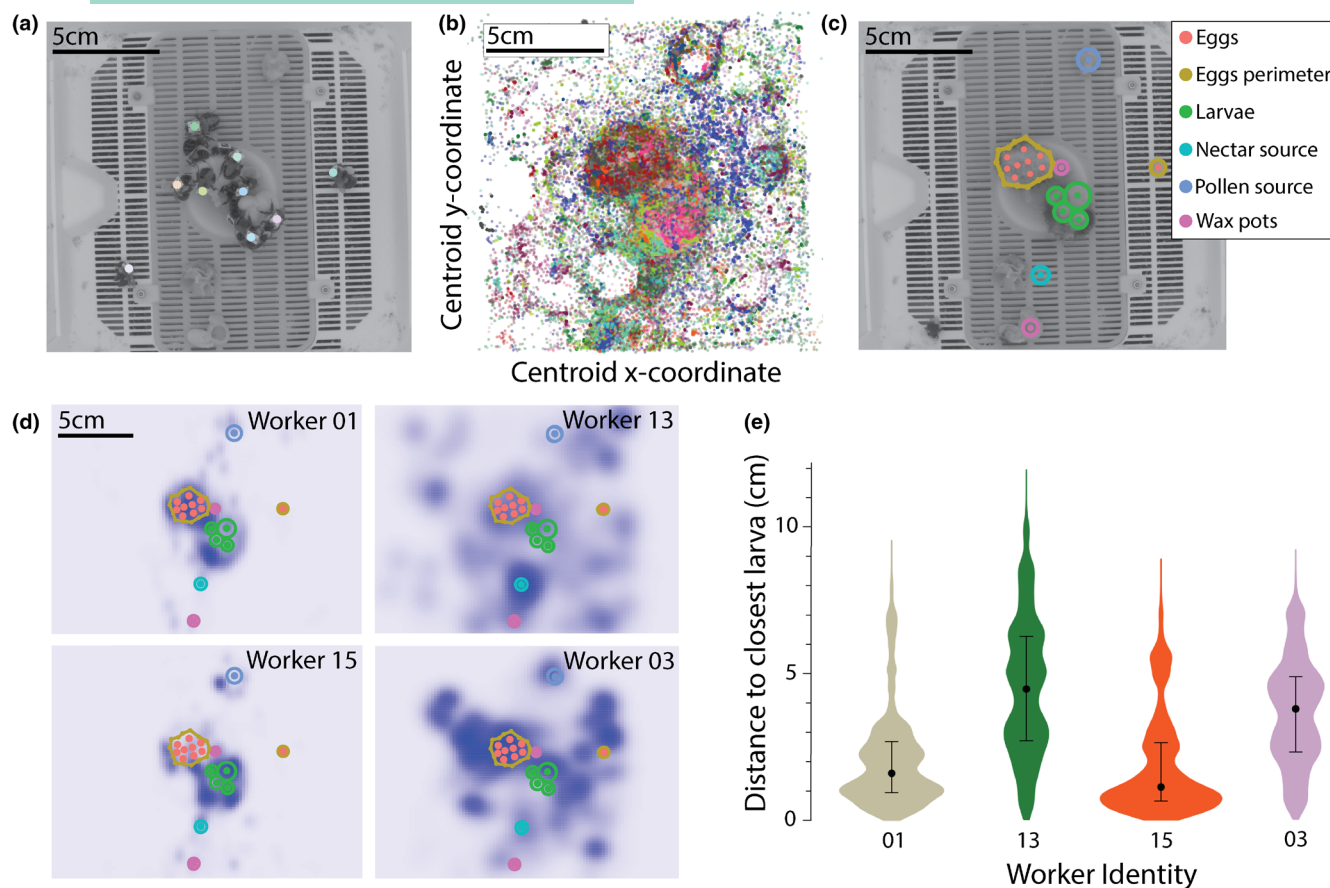 (a)
5cm
(b)
5cm
Centroid y-coordinate
Centroid x-coordinate
(c)
5cm
Eggs
Eggs perimeter
Larvae
Nectar source
Pollen source
Wax pots
(d)
5cm
Worker 01
Worker 13
Worker 15
Worker 03
(e)
Distance to closest larva (cm)
10
5
0
01
13
15
03
Worker Identity